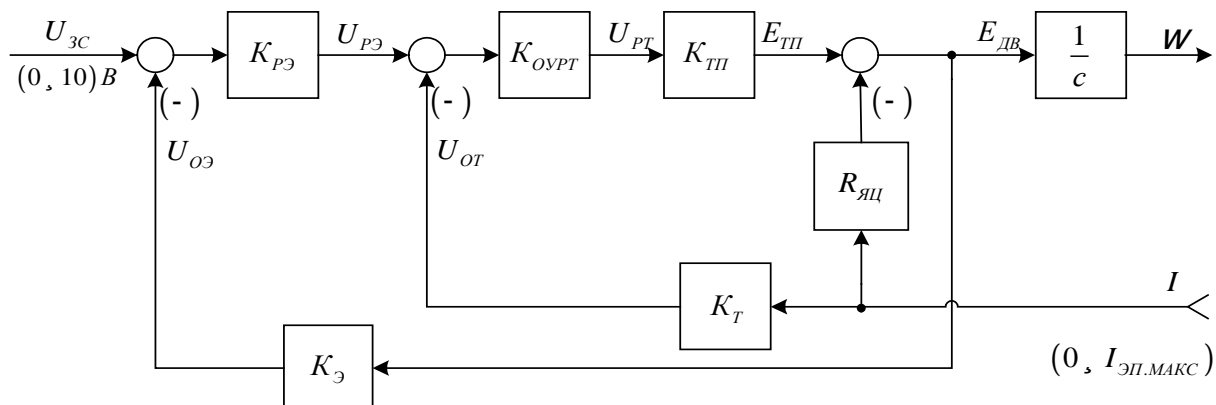 U_ЗС
(0, 10)В
K_РЭ
U_РЭ
K_ОУРТ
U_РТ
K_ТП
E_ТП
E_ДВ
1/с
W
(-)
(-)
(-)
U_ОЭ
U_ОТ
R_ЯЦ
K_Т
I
K_Э
(0, I_ЭП.МАКС)